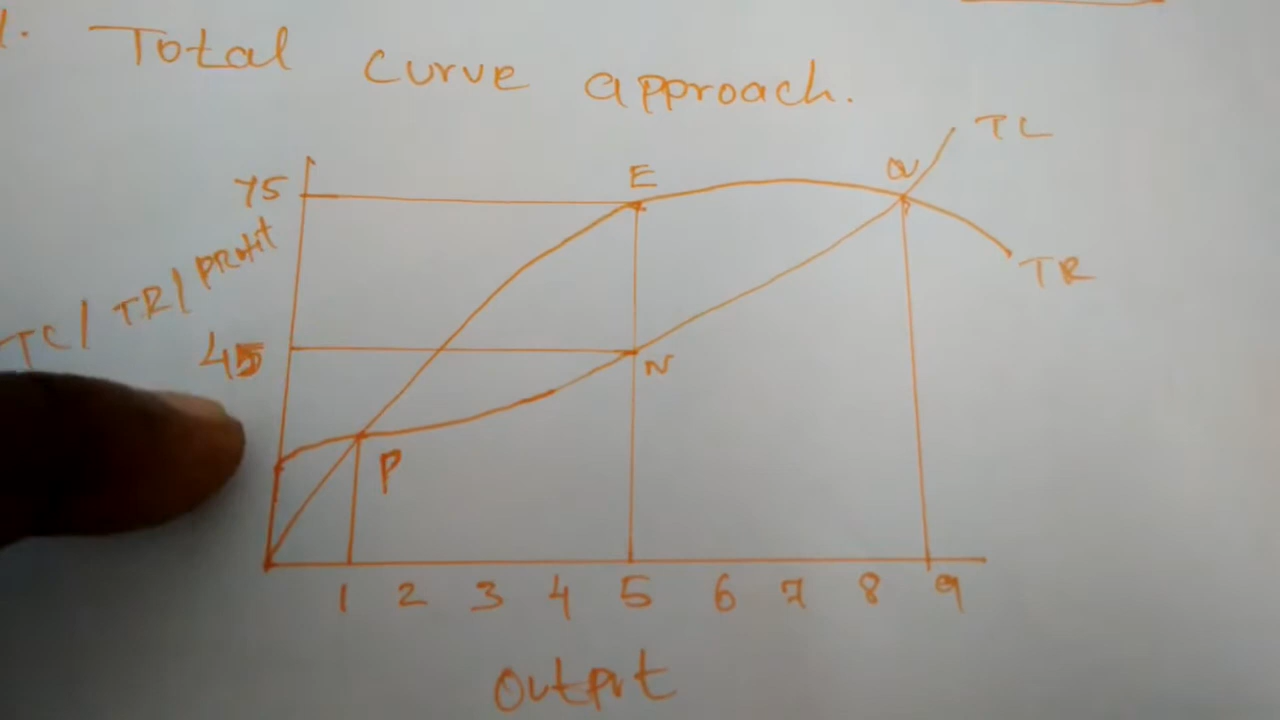 1. Total curve approach.
TC
75 E Q
TC/ TR/ profit
TR
45 N
P
1 2 3 4 5 6 7 8 9
output